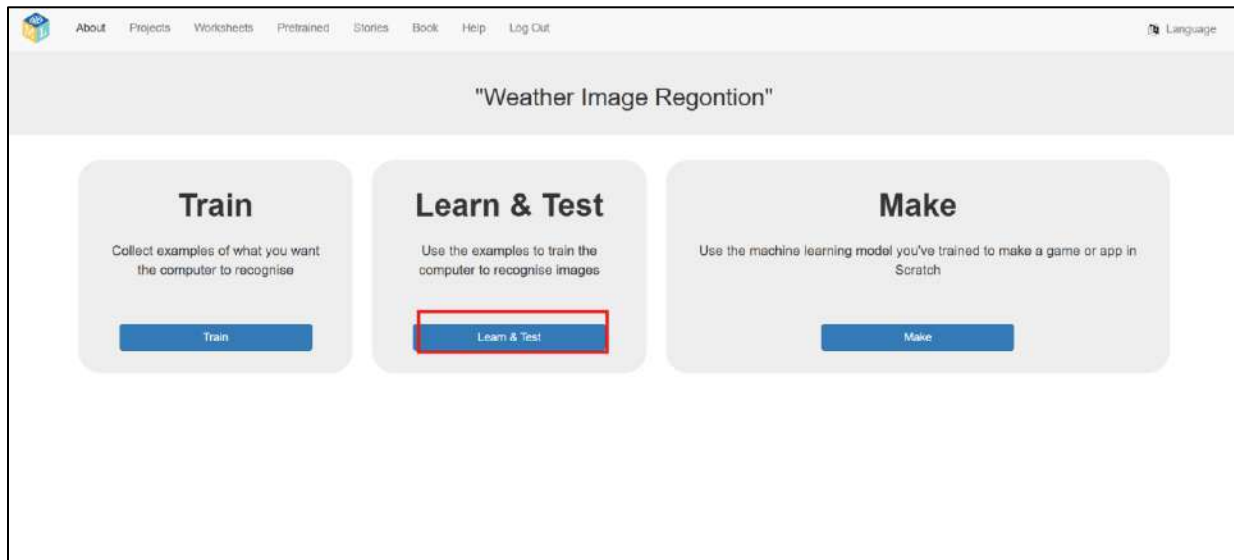 About Projects Worksheets Pretrained Stories Book Help Log Out Language
"Weather Image Regontion"
Train
Collect examples of what you want
the computer to recognise
Train
Learn & Test
Use the examples to train the
computer to recognise images
Learn & Test
Make
Use the machine learning model you've trained to make a game or app in
Scratch
Make